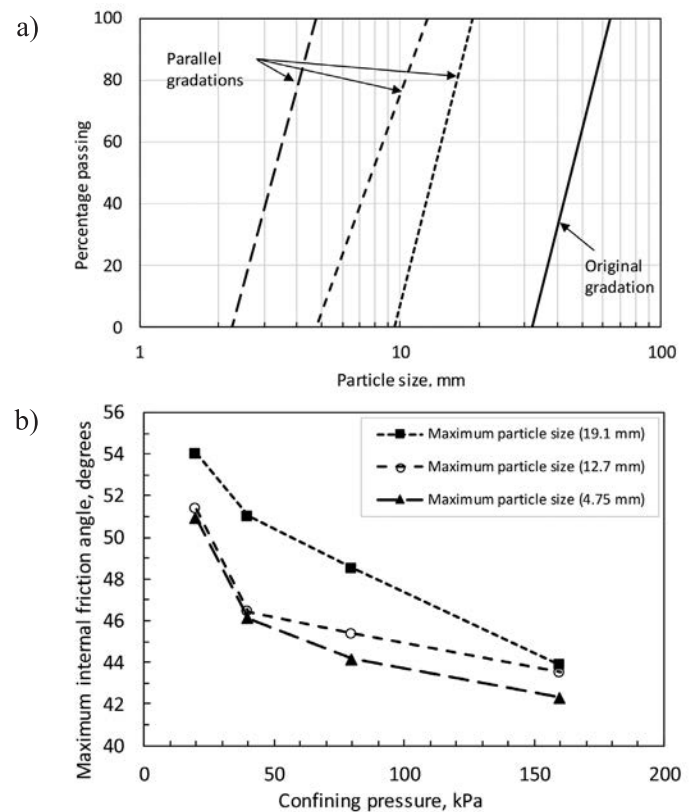 a)
100
80
60
40
20
0
Percentage passing
Parallel
gradations
Original
gradation
1
10
100
Particle size, mm
b)
56
54
52
50
48
46
44
42
40
Maximum internal friction angle, degrees
Maximum particle size (19.1 mm)
Maximum particle size (12.7 mm)
Maximum particle size (4.75 mm)
0
50
100
150
200
Confining pressure, kPa